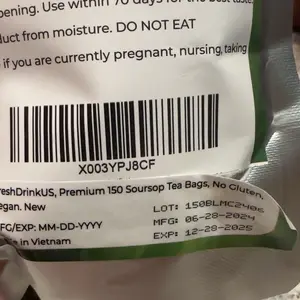 pening. Use within 70 days for the best taste.
duct from moisture. DO NOT EAT
if you are currently pregnant, nursing, taking
X003YPJ8CF
reshDrinkUS, Premium 150 Soursop Tea Bags, No Gluten,
egan. New
FG/EXP: MM-DD-YYYY
in Vietnam
LOT: 150BLMC2406
MFG: 06-28-2024
EXP: 12-28-2025